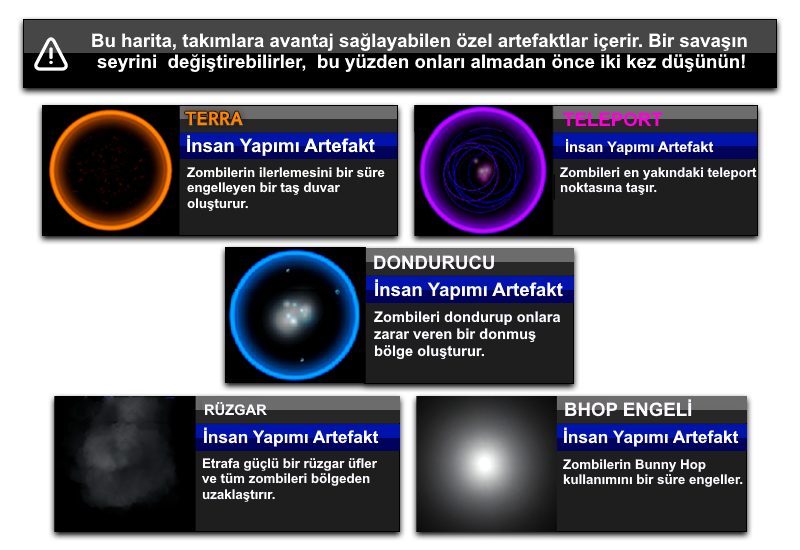 Bu harita, takımlara avantaj sağlayabilen özel artefaktlar içerir. Bir savaşın
seyrini değiştirebilirler, bu yüzden onları almadan önce iki kez düşünün!
TERRA
İnsan Yapımı Artefakt
Zombilerin ilerlemesini bir süre
engelleyen bir taş duvar
oluşturur.
TELEPORT
İnsan Yapımı Artefakt
Zombileri en yakındaki teleport
noktasına taşır.
DONDURUCU
İnsan Yapımı Artefakt
Zombileri dondurup onlara
zarar veren bir donmuş
bölge oluşturur.
RÜZGAR
İnsan Yapımı Artefakt
Etrafa güçlü bir rüzgar üfler
ve tüm zombileri bölgeden
uzaklaştırır.
BHOP ENGELİ
İnsan Yapımı Artefakt
Zombilerin Bunny Hop
kullanımını bir süre engeller.